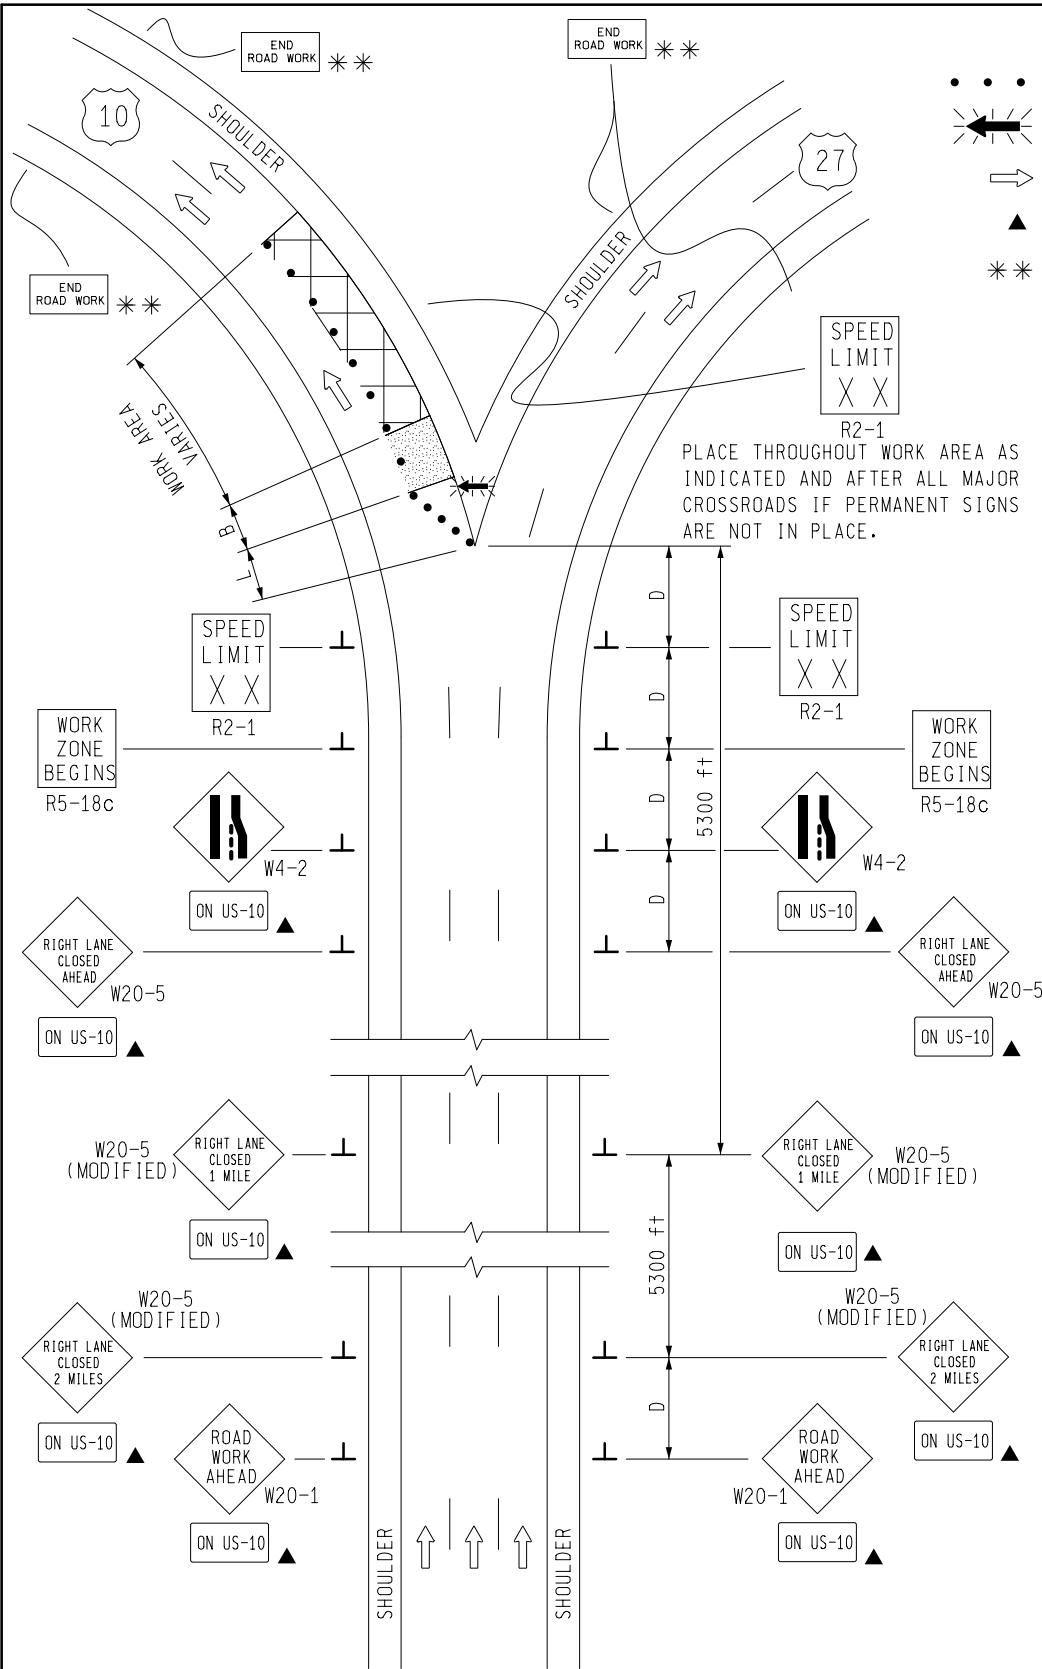 END
ROAD WORK
**
END
ROAD WORK
**
10
SHOULDER
27
SHOULDER
**
END
ROAD WORK
**
SPEED
LIMIT
X X
R2-1
PLACE THROUGHOUT WORK AREA AS
INDICATED AND AFTER ALL MAJOR
CROSSROADS IF PERMANENT SIGNS
ARE NOT IN PLACE.
WORK AREA
VARIES
B
L
D
SPEED
LIMIT
X X
R2-1
SPEED
LIMIT
X X
R2-1
D
WORK
ZONE
BEGINS
R5-18c
WORK
ZONE
BEGINS
R5-18c
D
5300 ft
W4-2
ON US-10
W4-2
ON US-10
D
RIGHT LANE
CLOSED
AHEAD
W20-5
ON US-10
RIGHT LANE
CLOSED
AHEAD
W20-5
ON US-10
W20-5
(MODIFIED)
RIGHT LANE
CLOSED
1 MILE
ON US-10
RIGHT LANE
CLOSED
1 MILE
W20-5
(MODIFIED)
ON US-10
5300 ft
W20-5
(MODIFIED)
RIGHT LANE
CLOSED
2 MILES
ON US-10
W20-5
(MODIFIED)
RIGHT LANE
CLOSED
2 MILES
ON US-10
D
ROAD
WORK
AHEAD
W20-1
ON US-10
ROAD
WORK
AHEAD
W20-1
ON US-10
SHOULDER
SHOULDER